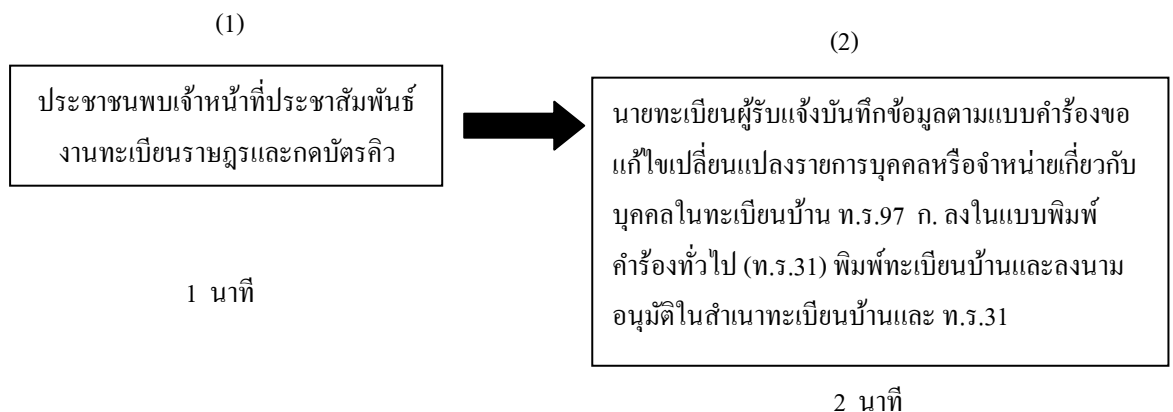 (1)
ประชาชนพบเจ้าหน้าที่ประชาสัมพันธ์
งานทะเบียนราษฎรและกดบัตรคิว
1 นาที
(2)
นายทะเบียนผู้รับแจ้งบันทึกข้อมูลตามแบบคำร้องขอ
แก้ไขเปลี่ยนแปลงรายการบุคคลหรือจำหน่ายเกี่ยวกับ
บุคคลในทะเบียนบ้าน ท.ร.97 ก. ลงในแบบพิมพ์
คำร้องทั่วไป (ท.ร.31) พิมพ์ทะเบียนบ้านและลงนาม
อนุมัติในสำเนาทะเบียนบ้านและ ท.ร.31
2 นาที